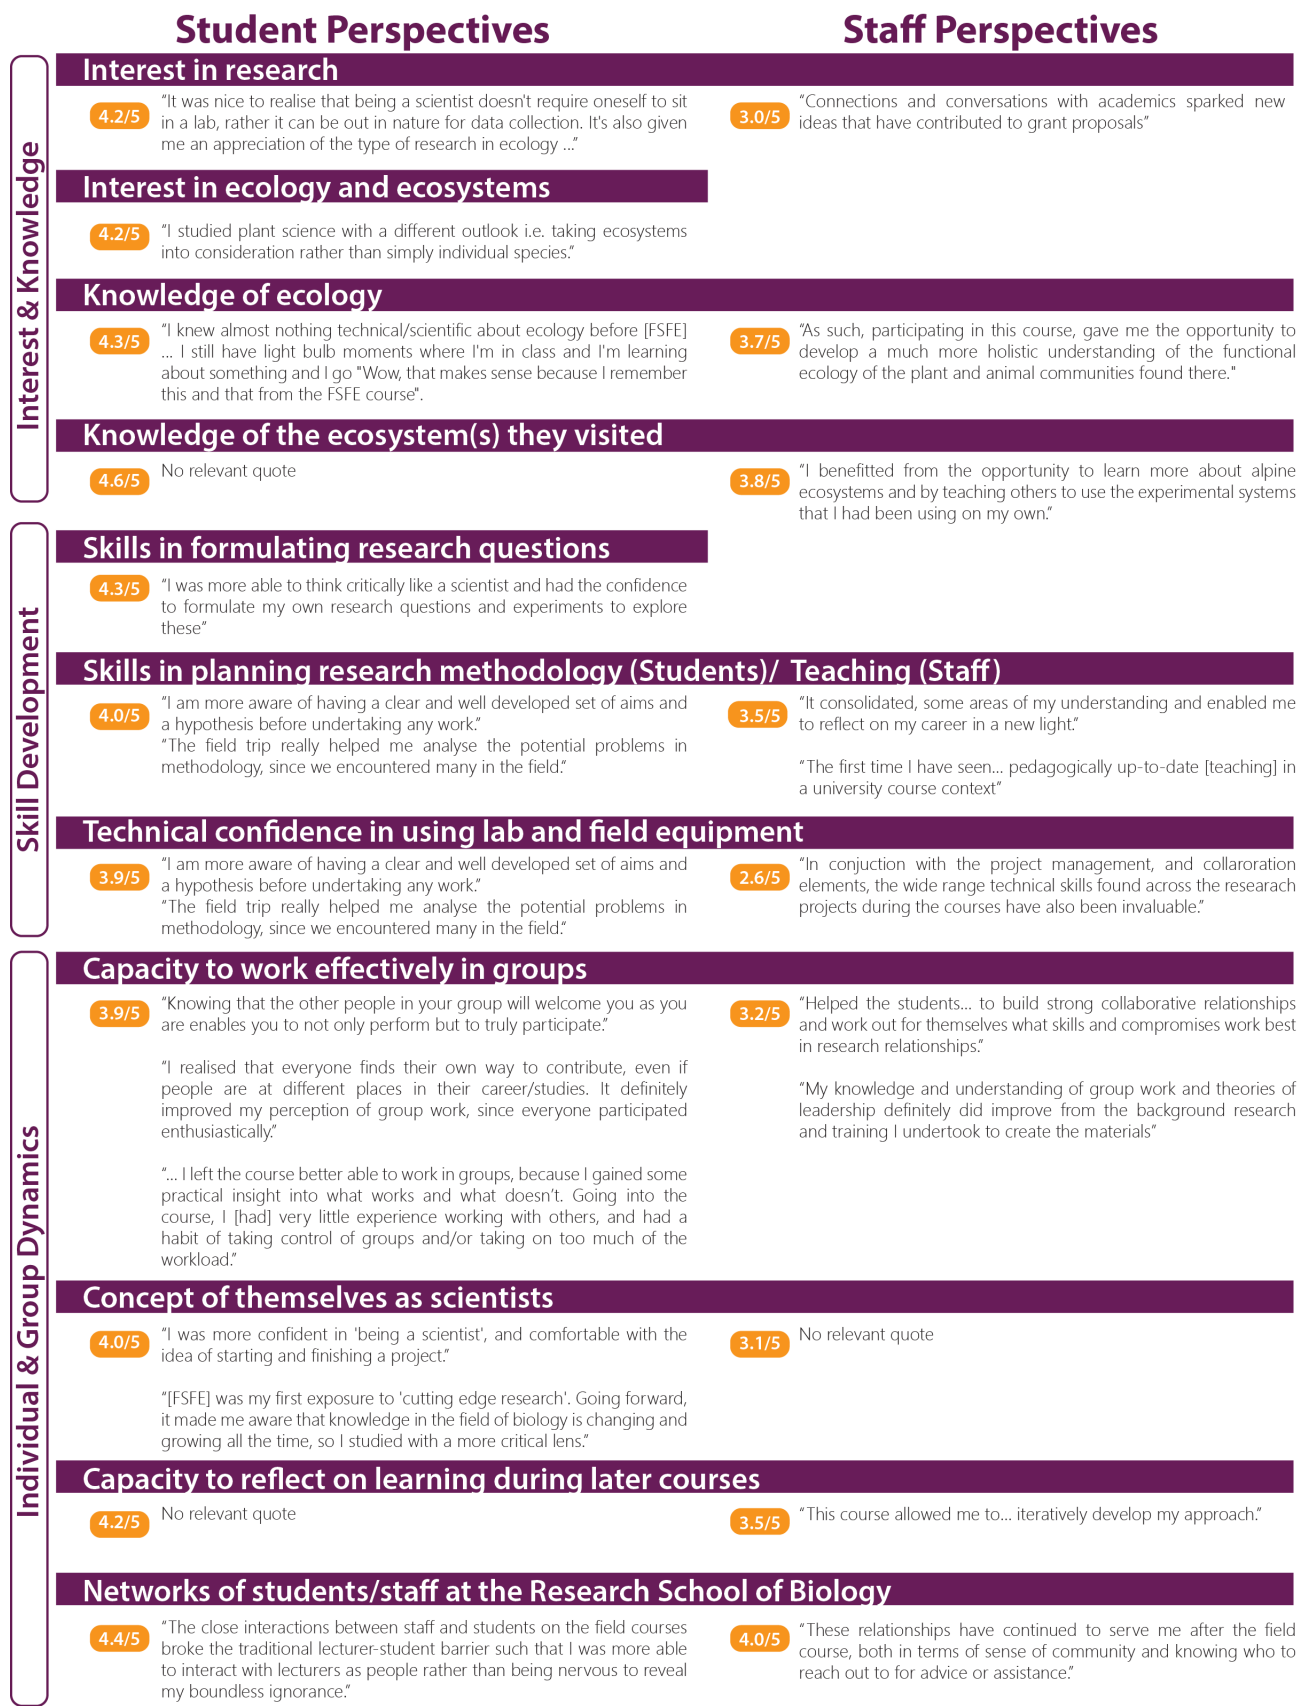 Student Perspectives
Staff Perspectives
Interest & Knowledge
Interest in research
4.2/5
“It was nice to realise that being a scientist doesn't require oneself to sit
in a lab, rather it can be out in nature for data collection. It's also given
me an appreciation of the type of research in ecology ...”
3.0/5
“Connections and conversations with academics sparked new
ideas that have contributed to grant proposals”
Interest in ecology and ecosystems
4.2/5
“I studied plant science with a different outlook i.e. taking ecosystems
into consideration rather than simply individual species.”
Knowledge of ecology
4.3/5
“I knew almost nothing technical/scientific about ecology before [FSFE]
... I still have light bulb moments where I'm in class and I'm learning
about something and I go "Wow, that makes sense because I remember
this and that from the FSFE course".
3.7/5
“As such, participating in this course, gave me the opportunity to
develop a much more holistic understanding of the functional
ecology of the plant and animal communities found there."
Knowledge of the ecosystem(s) they visited
4.6/5
No relevant quote
3.8/5
“I benefitted from the opportunity to learn more about alpine
ecosystems and by teaching others to use the experimental systems
that I had been using on my own.”
Skill Development
Skills in formulating research questions
4.3/5
“I was more able to think critically like a scientist and had the confidence
to formulate my own research questions and experiments to explore
these”
Skills in planning research methodology (Students)/ Teaching (Staff)
4.0/5
“I am more aware of having a clear and well developed set of aims and
a hypothesis before undertaking any work.”
“The field trip really helped me analyse the potential problems in
methodology, since we encountered many in the field.“
3.5/5
“It consolidated, some areas of my understanding and enabled me
to reflect on my career in a new light.”
“The first time I have seen... pedagogically up-to-date [teaching] in
a university course context”
Technical confidence in using lab and field equipment
3.9/5
“I am more aware of having a clear and well developed set of aims and
a hypothesis before undertaking any work.”
“The field trip really helped me analyse the potential problems in
methodology, since we encountered many in the field.“
2.6/5
“In conjuction with the project management, and collaroration
elements, the wide range technical skills found across the researach
projects during the courses have also been invaluable.”
Individual & Group Dynamics
Capacity to work effectively in groups
3.9/5
“Knowing that the other people in your group will welcome you as you
are enables you to not only perform but to truly participate.”
“I realised that everyone finds their own way to contribute, even if
people are at different places in their career/studies. It definitely
improved my perception of group work, since everyone participated
enthusiastically.”
“... I left the course better able to work in groups, because I gained some
practical insight into what works and what doesn’t. Going into the
course, I [had] very little experience working with others, and had a
habit of taking control of groups and/or taking on too much of the
workload.”
3.2/5
“Helped the students... to build strong collaborative relationships
and work out for themselves what skills and compromises work best
in research relationships.”
“My knowledge and understanding of group work and theories of
leadership definitely did improve from the background research
and training I undertook to create the materials”
Concept of themselves as scientists
4.0/5
“I was more confident in 'being a scientist', and comfortable with the
idea of starting and finishing a project.”
“[FSFE] was my first exposure to 'cutting edge research'. Going forward,
it made me aware that knowledge in the field of biology is changing and
growing all the time, so I studied with a more critical lens.”
3.1/5
No relevant quote
Capacity to reflect on learning during later courses
4.2/5
No relevant quote
3.5/5
“This course allowed me to... iteratively develop my approach.”
Networks of students/staff at the Research School of Biology
4.4/5
“The close interactions between staff and students on the field courses
broke the traditional lecturer-student barrier such that I was more able
to interact with lecturers as people rather than being nervous to reveal
my boundless ignorance.”
4.0/5
“These relationships have continued to serve me after the field
course, both in terms of sense of community and knowing who to
reach out to for advice or assistance.”